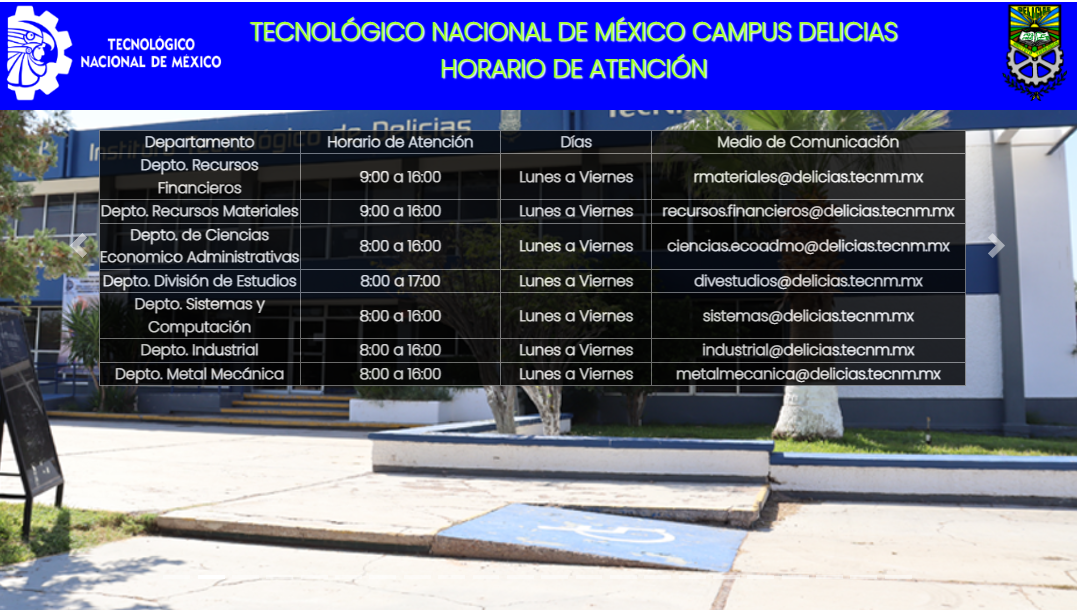 TECNOLÓGICO
NACIONAL DE MÉXICO
TECNOLÓGICO NACIONAL DE MÉXICO CAMPUS DELICIAS
HORARIO DE ATENCIÓN
DELICIAS
Instituto Tecnológico de Delicias
Departamento Horario de Atención Días Medio de Comunicación
Depto. Recursos
Financieros 9:00 a 16:00 Lunes a Viernes rmateriales@delicias.tecnm.mx
Depto. Recursos Materiales 9:00 a 16:00 Lunes a Viernes recursos.financieros@delicias.tecnm.mx
Depto. de Ciencias
Economico Administrativas 8:00 a 16:00 Lunes a Viernes ciencias.ecoadmo@delicias.tecnm.mx
Depto. División de Estudios 8:00 a 17:00 Lunes a Viernes divestudios@delicias.tecnm.mx
Depto. Sistemas y
Computación 8:00 a 16:00 Lunes a Viernes sistemas@delicias.tecnm.mx
Depto. Industrial 8:00 a 16:00 Lunes a Viernes industrial@delicias.tecnm.mx
Depto. Metal Mecánica 8:00 a 16:00 Lunes a Viernes metalmecanica@delicias.tecnm.mx